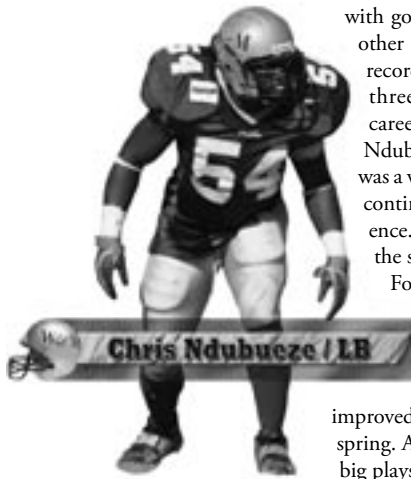 with go
other
recor
three
caree
Ndub
was a v
contin
ence.
the s
Fo
54
54
54
Chris Ndubueze / LB
improved
spring. A
big plays